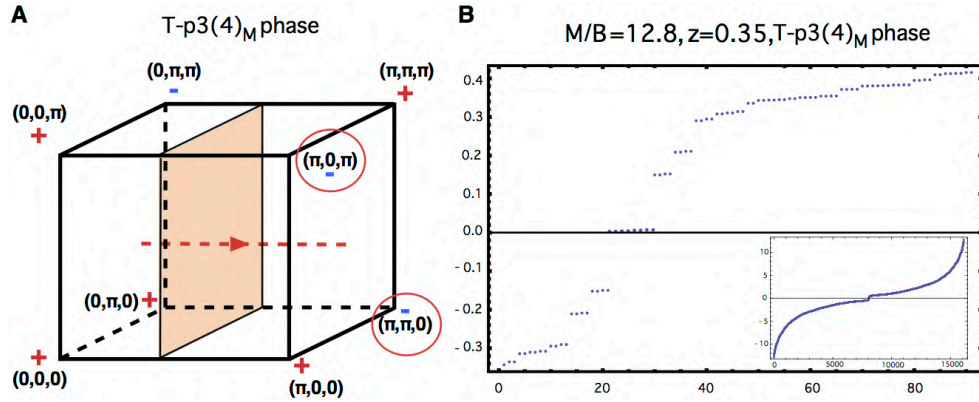 A
T-p3(4)M phase
(0,π,π)
(π,π,π)
(0,0,π)
+
-
+
(π,0,π)
-
(0,π,0)
+
-
(π,π,0)
+
(0,0,0)
+
(π,0,0)
B
M/B=12.8, z=0.35,T-p3(4)M phase
0.4
0.3
0.2
0.1
0.0
-0.1
-0.2
-0.3
0
20
40
60
80
10
5
0
-5
-10
0
5000
10000
15000